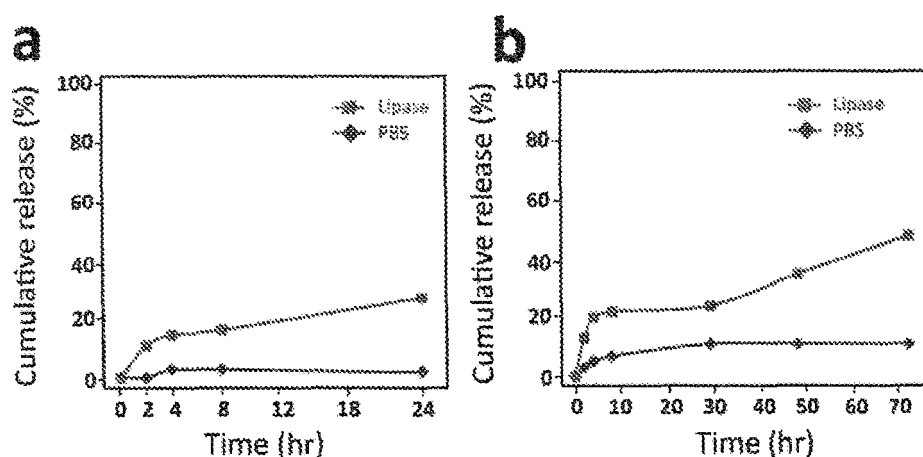 a
Cumulative release (%)
100
80
60
40
20
0
Lipase
PBS
0 2 4 8 12 18 24
Time (hr)
b
Cumulative release (%)
100
80
60
40
20
0
Lipase
PBS
0 10 20 30 40 50 60 70
Time (hr)